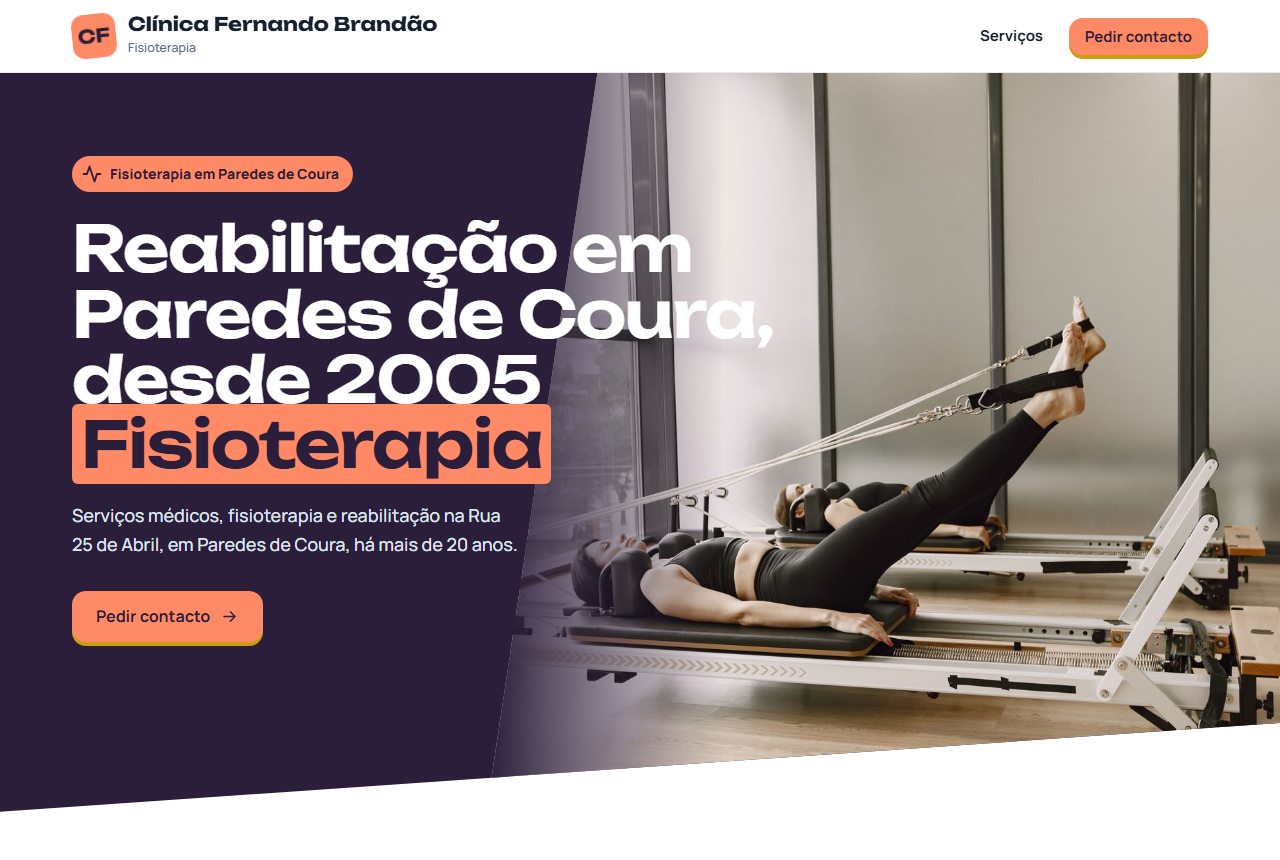 CF
Clínica Fernando Brandão
Fisioterapia
Serviços
Pedir contacto
Fisioterapia em Paredes de Coura
Reabilitação em
Paredes de Coura,
desde 2005
Fisioterapia
Serviços médicos, fisioterapia e reabilitação na Rua
25 de Abril, em Paredes de Coura, há mais de 20 anos.
Pedir contacto →